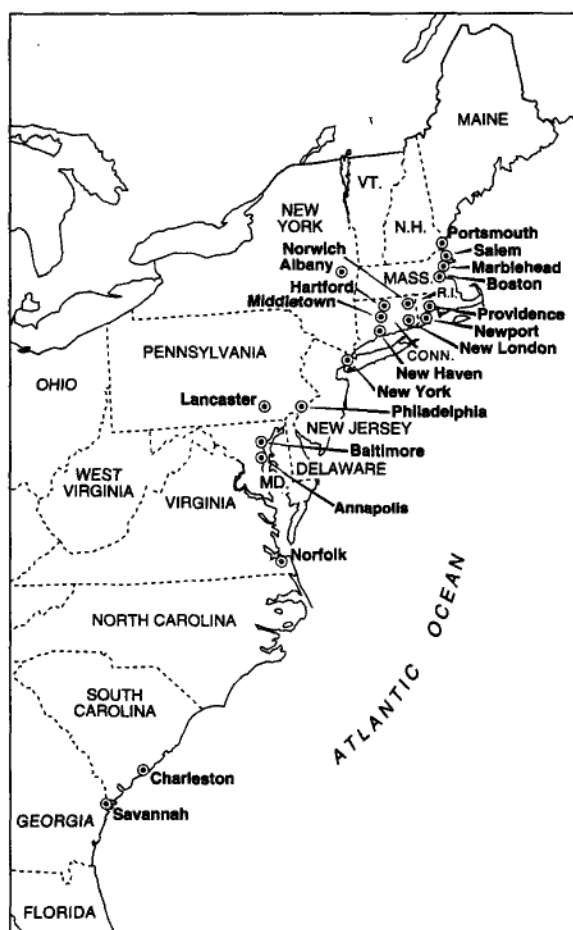 MAINE
VT.
NEW
YORK
N.H.
Portsmouth
Salem
Norwich
Marblehead
Albany
MASS.
Boston
Hartford
R.I.
Middletown
Providence
Newport
New London
CONN.
PENNSYLVANIA
New Haven
OHIO
New York
Lancaster
Philadelphia
NEW JERSEY
Baltimore
WEST
VIRGINIA
DELAWARE
MD.
VIRGINIA
Annapolis
Norfolk
ATLANTIC OCEAN
NORTH CAROLINA
SOUTH
CAROLINA
Charleston
Savannah
GEORGIA
FLORIDA